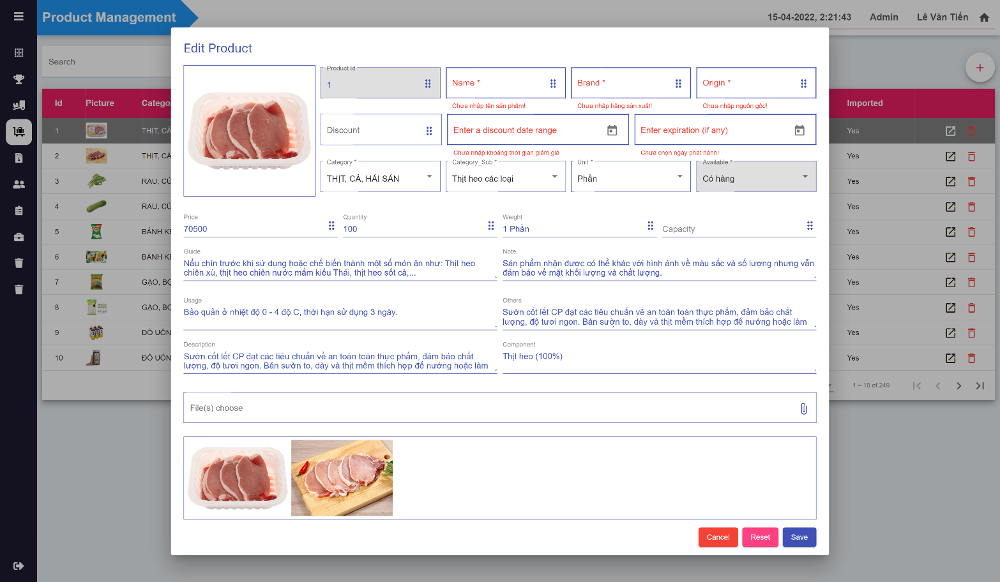 Product Management
15-04-2022, 2:21:43
Admin
Lê Văn Tiến
Search
Edit Product
Product Id
1
Name *
Brand *
Origin *
Chưa nhập tên sản phẩm!
Chưa nhập hãng sản xuất!
Chưa nhập nguồn gốc!
Discount
Enter a discount date range
Enter expiration (if any)
Chưa nhập khoảng thời gian giảm giá
Chưa chọn ngày phát hành!
Category *
THỊT, CÁ, HẢI SẢN
Category_Sub *
Thịt heo các loại
Unit *
Phần
Available *
Có hàng
Price
70500
Quantity
100
Weight
1 Phần
Capacity
Guide
Nấu chín trước khi sử dụng hoặc chế biến thành một số món ăn như: Thịt heo
chiên xù, thịt heo chiên nước mắm kiểu Thái, thịt heo sốt cà,...
Note
Sản phẩm nhận được có thể khác với hình ảnh về màu sắc và số lượng nhưng vẫn
đảm bảo về mặt khối lượng và chất lượng.
Usage
Bảo quản ở nhiệt độ 0 - 4 độ C, thời hạn sử dụng 3 ngày.
Others
Sườn cốt lết CP đạt các tiêu chuẩn về an toàn toàn thực phẩm, đảm bảo chất
lượng, độ tươi ngon. Bản sườn to, dày và thịt mềm thích hợp để nướng hoặc làm
Description
Sườn cốt lết CP đạt các tiêu chuẩn về an toàn toàn thực phẩm, đảm bảo chất
lượng, độ tươi ngon. Bản sườn to, dày và thịt mềm thích hợp để nướng hoặc làm
Component
Thịt heo (100%)
File(s) choose
Cancel
Reset
Save
Id
Picture
Catego
Imported
1
THỊT, CÁ
Yes
2
THỊT, CÁ
Yes
3
RAU, CỦ
Yes
4
RAU, CỦ
Yes
5
BÁNH KẸ
Yes
6
BÁNH KẸ
Yes
7
GẠO, BỘ
Yes
8
GẠO, BỘ
Yes
9
ĐỒ UỐN
Yes
10
ĐỒ UỐN
Yes
1 – 10 of 249